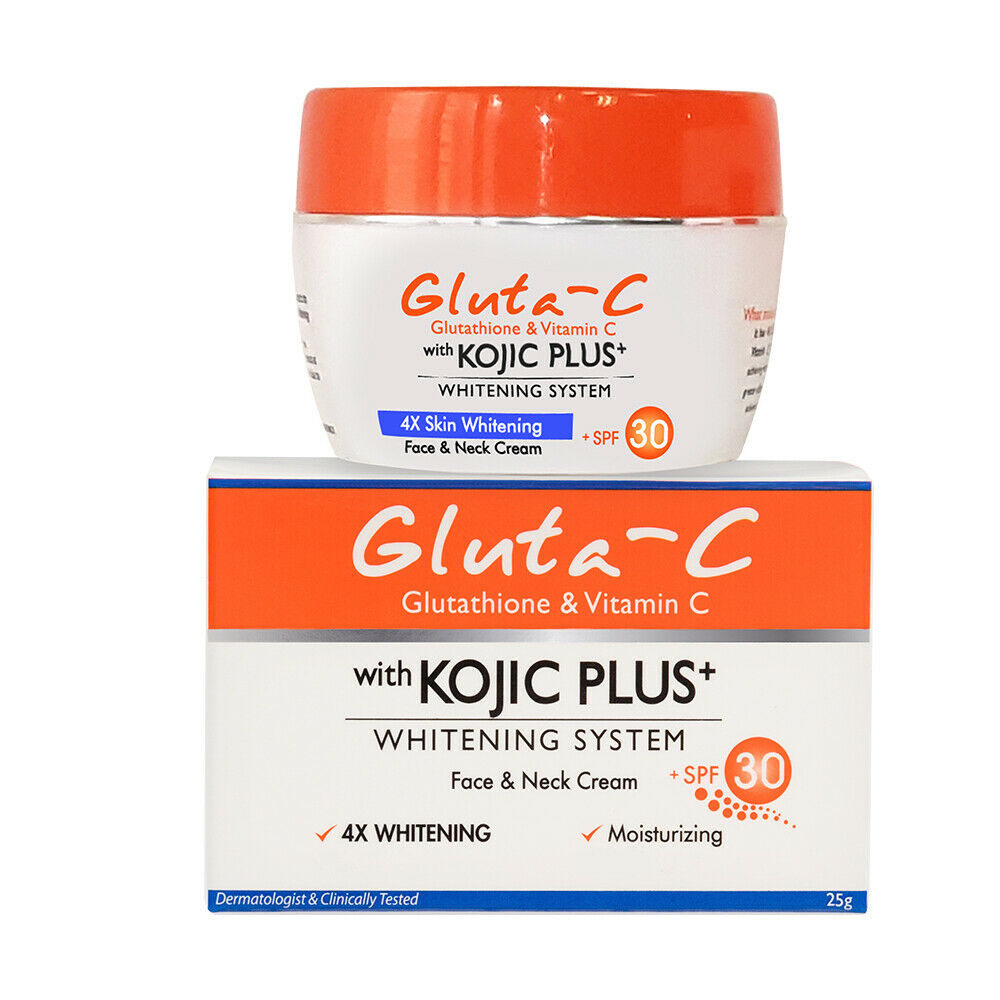 Gluta-C
Glutathione & Vitamin C
with KOJIC PLUS+
WHITENING SYSTEM
4X Skin Whitening
Face & Neck Cream
+ SPF 30
What
Gluta-C
Glutathione & Vitamin C
with KOJIC PLUS+
WHITENING SYSTEM
Face & Neck Cream
+ SPF 30
✓ 4X WHITENING
✓ Moisturizing
Dermatologist & Clinically Tested
25g